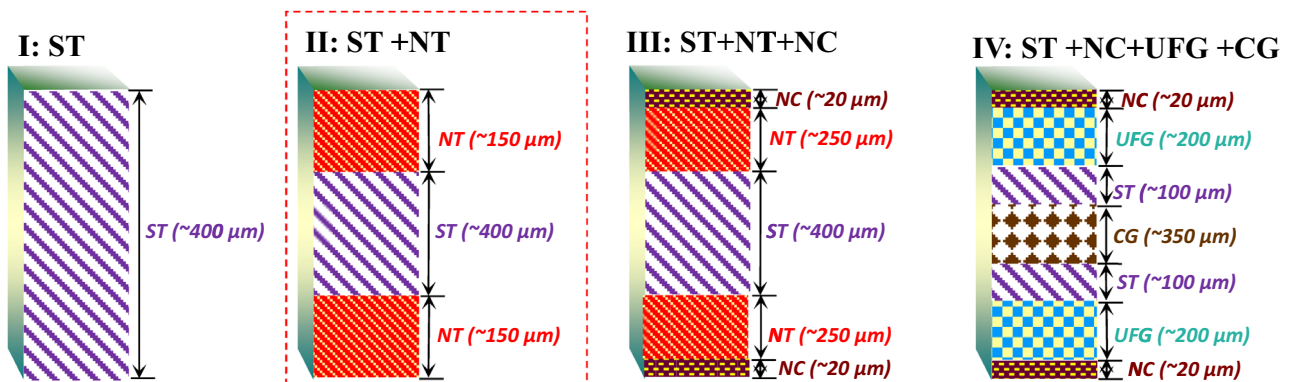 I: ST
ST (~400 µm)
II: ST +NT
NT (~150 µm)
ST (~400 µm)
NT (~150 µm)
III: ST+NT+NC
NC (~20 µm)
NT (~250 µm)
ST (~400 µm)
NT (~250 µm)
NC (~20 µm)
IV: ST +NC+UFG +CG
NC (~20 µm)
UFG (~200 µm)
ST (~100 µm)
CG (~350 µm)
ST (~100 µm)
UFG (~200 µm)
NC (~20 µm)